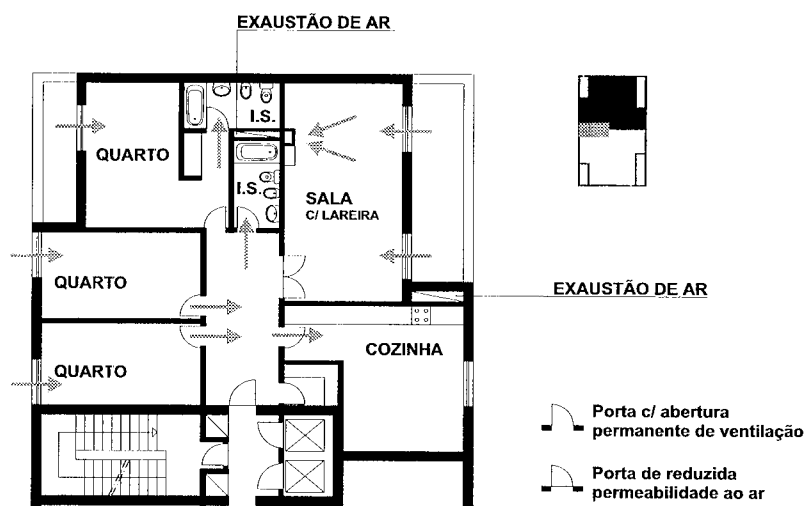 EXAUSTÃO DE AR
I.S.
QUARTO
I.S.
SALA
C/ LAREIRA
QUARTO
EXAUSTÃO DE AR
COZINHA
QUARTO
Porta c/ abertura
permanente de ventilação
Porta de reduzida
permeabilidade ao ar